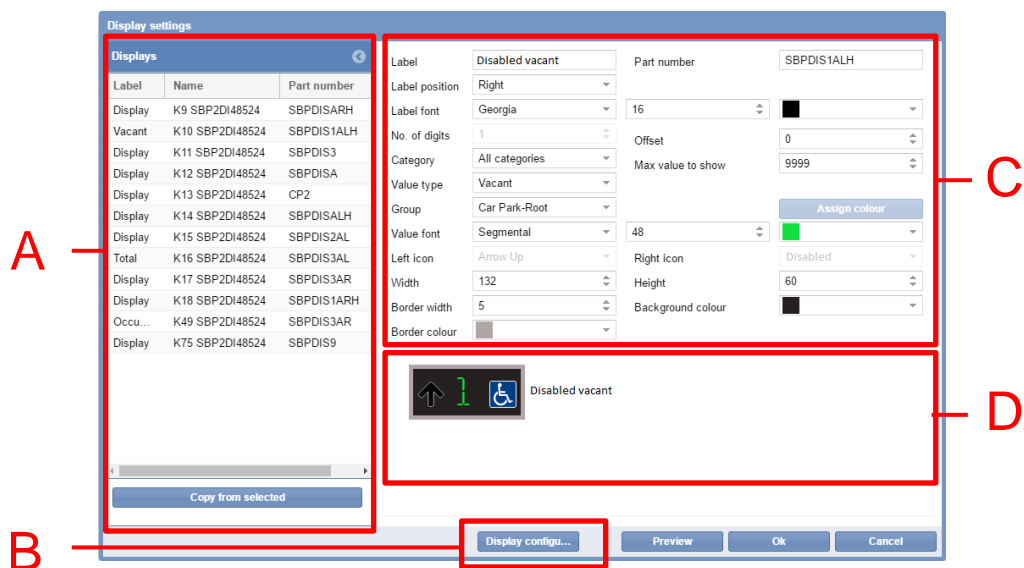 Display settings
Displays
Label Name Part number
Display K9 SBP2DI48524 SBPDISARH
Vacant K10 SBP2DI48524 SBPDIS1ALH
Display K11 SBP2DI48524 SBPDIS3
Display K12 SBP2DI48524 SBPDISA
Display K13 SBP2DI48524 CP2
Display K14 SBP2DI48524 SBPDISALH
Display K15 SBP2DI48524 SBPDIS2AL
Total K16 SBP2DI48524 SBPDIS3AL
Display K17 SBP2DI48524 SBPDIS3AR
Display K18 SBP2DI48524 SBPDIS1ARH
Occu... K49 SBP2DI48524 SBPDIS3AR
Display K75 SBP2DI48524 SBPDIS9
Copy from selected
A
Label Disabled vacant Part number SBPDIS1ALH
Label position Right
Label font Georgia 16
No. of digits 1 Offset 0
Category All categories Max value to show 9999
Value type Vacant
Group Car Park-Root Assign colour
Value font Segmental 48
Left icon Arrow Up Right icon Disabled
Width 132 Height 60
Border width 5 Background colour
Border colour
C
1 Disabled vacant
D
B
Display configu... Preview Ok Cancel